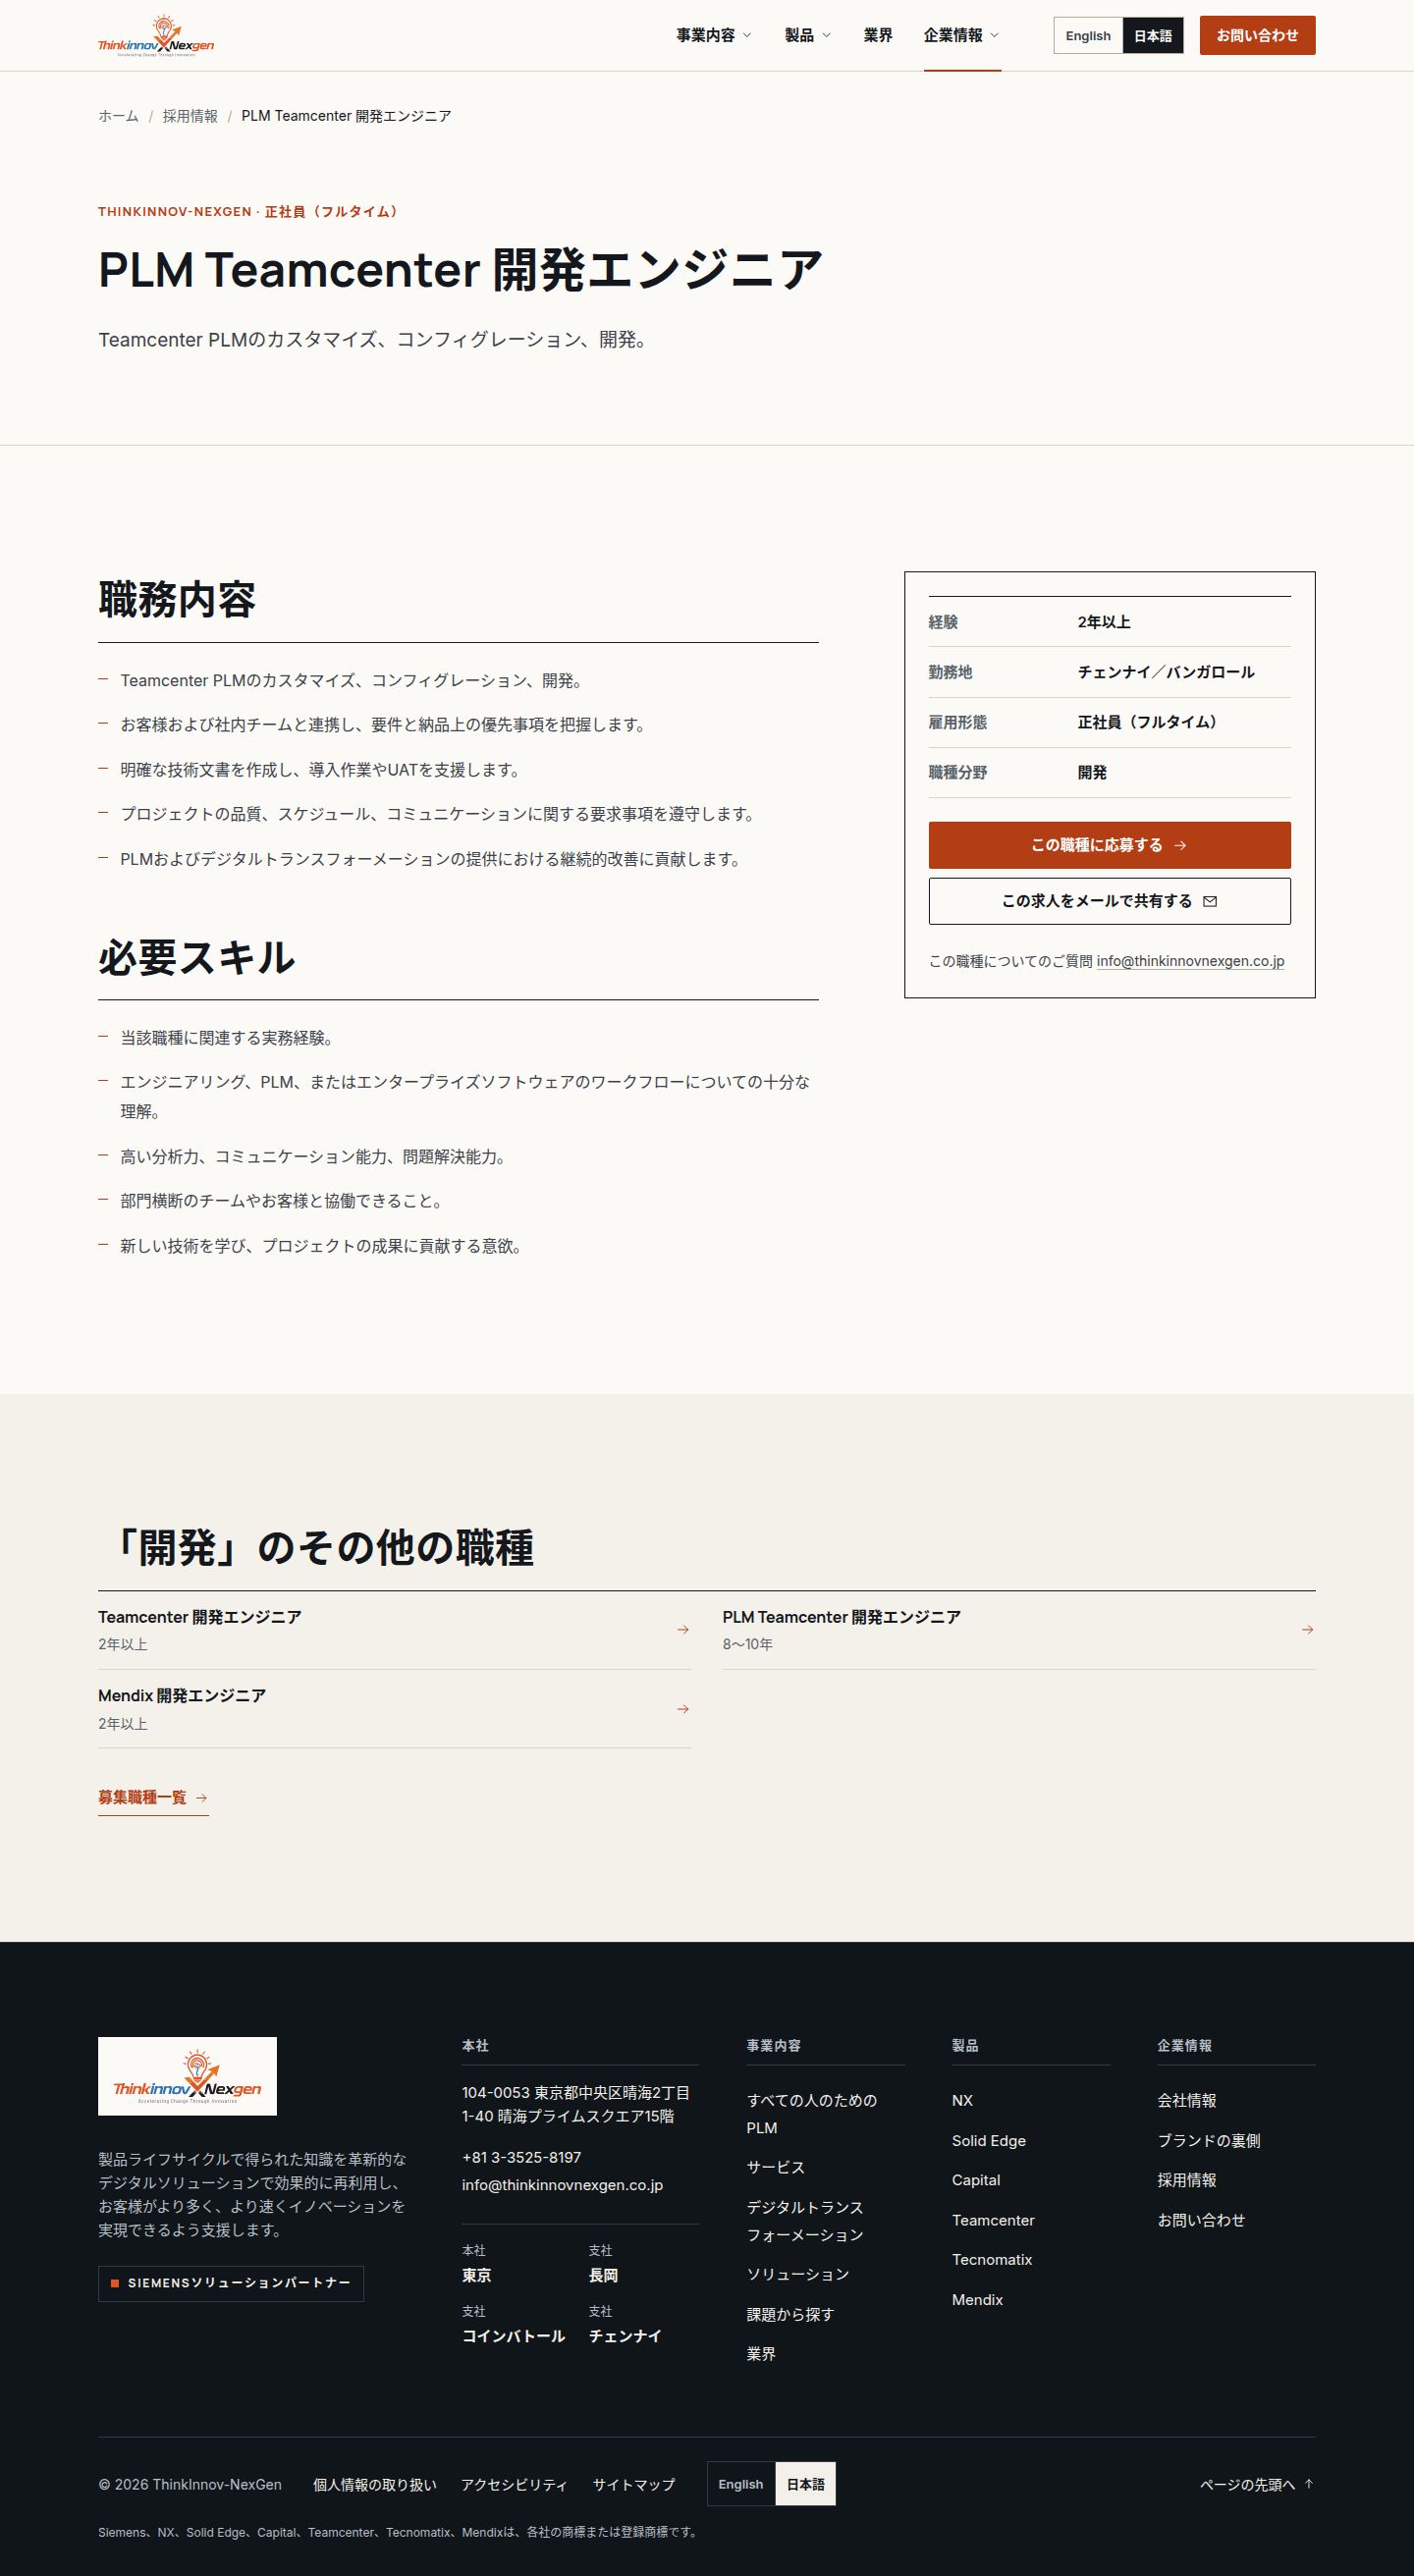 Thinkinnov Nexgen
Accelerating Change Through Innovation
事業内容
製品
業界
企業情報
English
日本語
お問い合わせ
ホーム / 採用情報 / PLM Teamcenter 開発エンジニア
THINKINNOV-NEXGEN · 正社員（フルタイム）
PLM Teamcenter 開発エンジニア
Teamcenter PLMのカスタマイズ、コンフィグレーション、開発。
職務内容
Teamcenter PLMのカスタマイズ、コンフィグレーション、開発。
お客様および社内チームと連携し、要件と納品上の優先事項を把握します。
明確な技術文書を作成し、導入作業やUATを支援します。
プロジェクトの品質、スケジュール、コミュニケーションに関する要求事項を遵守します。
PLMおよびデジタルトランスフォーメーションの提供における継続的改善に貢献します。
必要スキル
当該職種に関連する実務経験。
エンジニアリング、PLM、またはエンタープライズソフトウェアのワークフローについての十分な
理解。
高い分析力、コミュニケーション能力、問題解決能力。
部門横断のチームやお客様と協働できること。
新しい技術を学び、プロジェクトの成果に貢献する意欲。
経験 2年以上
勤務地 チェンナイ／バンガロール
雇用形態 正社員（フルタイム）
職種分野 開発
この職種に応募する →
この求人をメールで共有する
この職種についてのご質問 info@thinkinnovnexgen.co.jp
「開発」のその他の職種
Teamcenter 開発エンジニア
2年以上
→
PLM Teamcenter 開発エンジニア
8〜10年
→
Mendix 開発エンジニア
2年以上
→
募集職種一覧 →
Thinkinnov Nexgen
Accelerating Change Through Innovation
製品ライフサイクルで得られた知識を革新的な
デジタルソリューションで効果的に再利用し、
お客様がより多く、より速くイノベーションを
実現できるよう支援します。
SIEMENSソリューションパートナー
本社
104-0053 東京都中央区晴海2丁目
1-40 晴海プライムスクエア15階
+81 3-3525-8197
info@thinkinnovnexgen.co.jp
本社
東京
支社
長岡
支社
コインバトール
支社
チェンナイ
事業内容
すべての人のための
PLM
サービス
デジタルトランス
フォーメーション
ソリューション
課題から探す
業界
製品
NX
Solid Edge
Capital
Teamcenter
Tecnomatix
Mendix
企業情報
会社情報
ブランドの裏側
採用情報
お問い合わせ
© 2026 ThinkInnov-NexGen
個人情報の取り扱い
アクセシビリティ
サイトマップ
English
日本語
ページの先頭へ ↑
Siemens、NX、Solid Edge、Capital、Teamcenter、Tecnomatix、Mendixは、各社の商標または登録商標です。